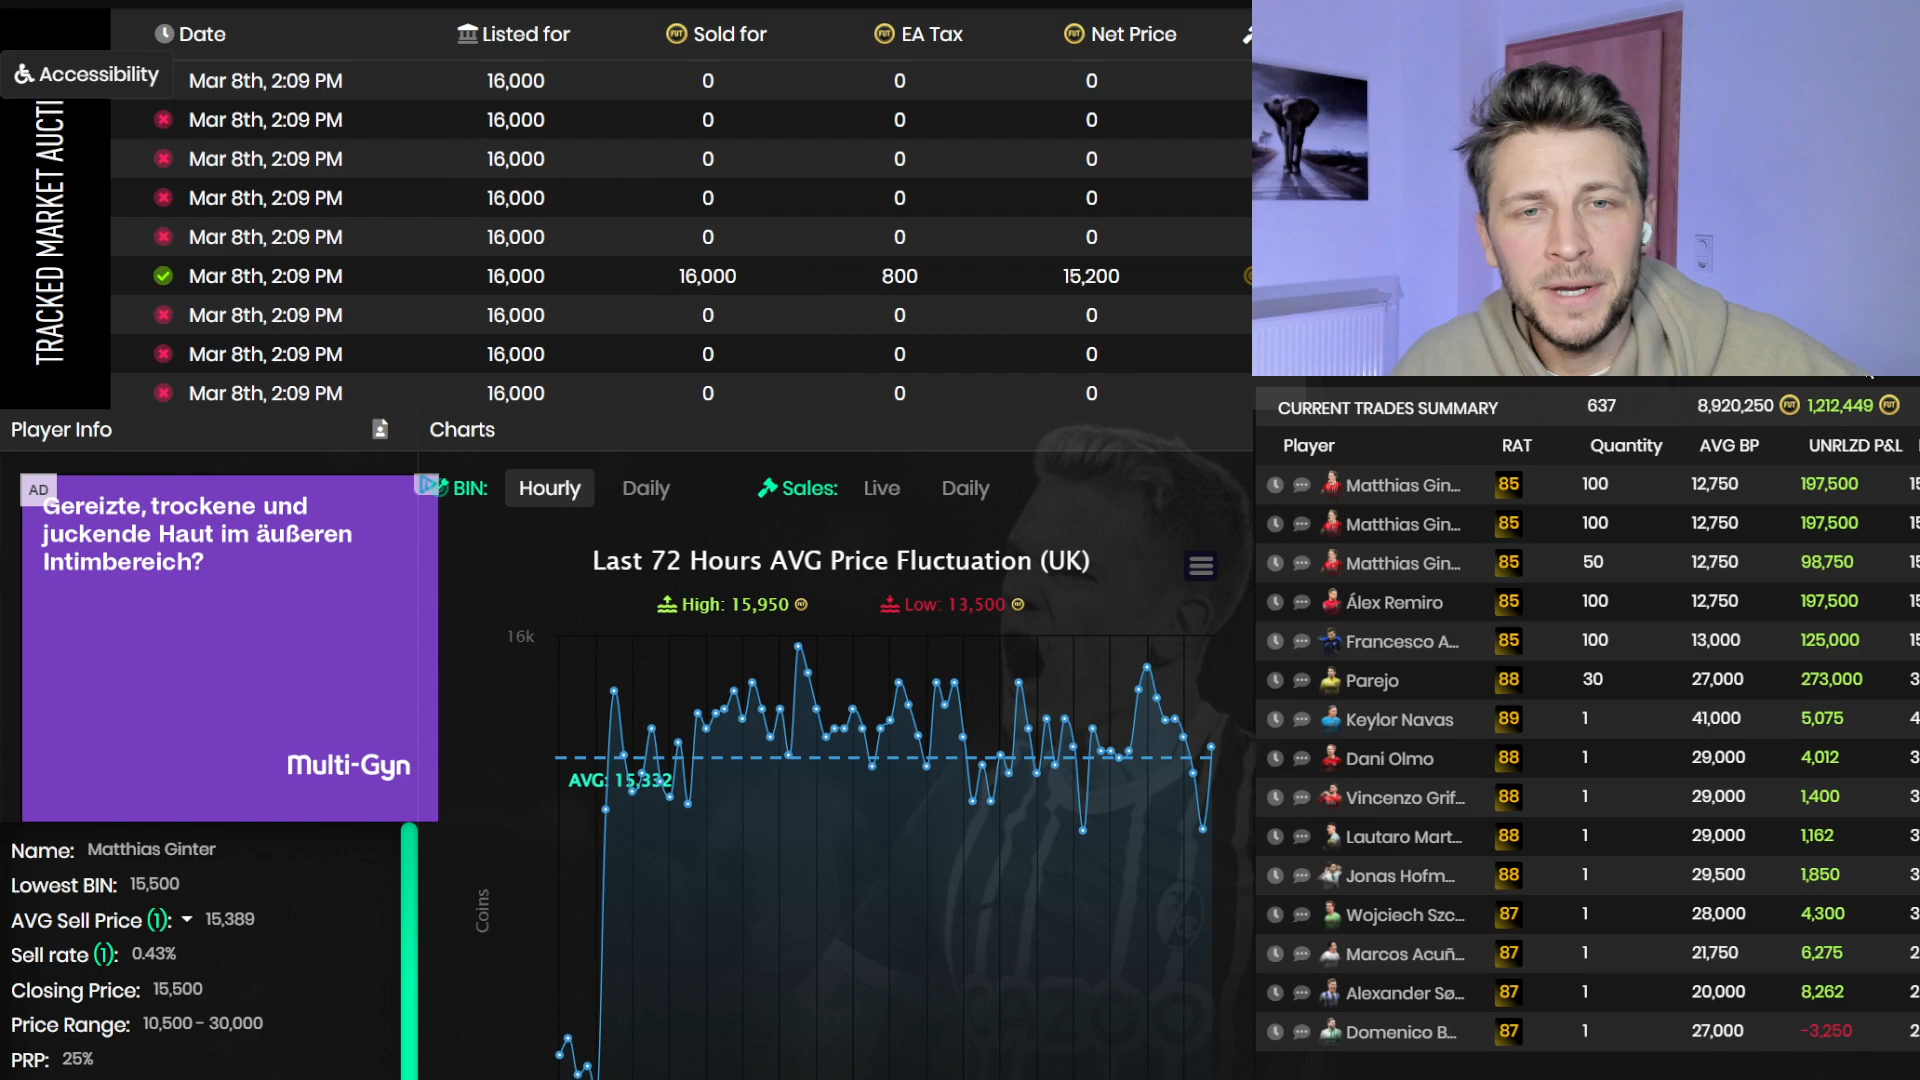 Date Listed for Sold for EA Tax Net Price
Accessibility
TRACKED MARKET AUCTI
Mar 8th, 2:09 PM 16,000 0 0 0
Mar 8th, 2:09 PM 16,000 0 0 0
Mar 8th, 2:09 PM 16,000 0 0 0
Mar 8th, 2:09 PM 16,000 0 0 0
Mar 8th, 2:09 PM 16,000 0 0 0
Mar 8th, 2:09 PM 16,000 16,000 800 15,200
Mar 8th, 2:09 PM 16,000 0 0 0
Mar 8th, 2:09 PM 16,000 0 0 0
Mar 8th, 2:09 PM 16,000 0 0 0
Player Info
Charts
AD
Gereizte, trockene und
juckende Haut im äußeren
Intimbereich?
Multi-Gyn
BIN: Hourly Daily Sales: Live Daily
Last 72 Hours AVG Price Fluctuation (UK)
High: 15,950 Low: 13,500
16k
AVG: 15,332
Coins
Name: Matthias Ginter
Lowest BIN: 15,500
AVG Sell Price (1): 15,389
Sell rate (1): 0.43%
Closing Price: 15,500
Price Range: 10,500 - 30,000
PRP: 25%
CURRENT TRADES SUMMARY 637 8,920,250 1,212,449
Player RAT Quantity AVG BP UNRLZD P&L
Matthias Gin... 85 100 12,750 197,500 15
Matthias Gin... 85 100 12,750 197,500 15
Matthias Gin... 85 50 12,750 98,750 15
Álex Remiro 85 100 12,750 197,500 15
Francesco A... 85 100 13,000 125,000 15
Parejo 88 30 27,000 273,000 3
Keylor Navas 89 1 41,000 5,075 4
Dani Olmo 88 1 29,000 4,012 3
Vincenzo Grif... 88 1 29,000 1,400 3
Lautaro Mart... 88 1 29,000 1,162 3
Jonas Hofm... 88 1 29,500 1,850 3
Wojciech Szc... 87 1 28,000 4,300 3
Marcos Acuñ... 87 1 21,750 6,275 2
Alexander Sø... 87 1 20,000 8,262 2
Domenico B... 87 1 27,000 -3,250 2